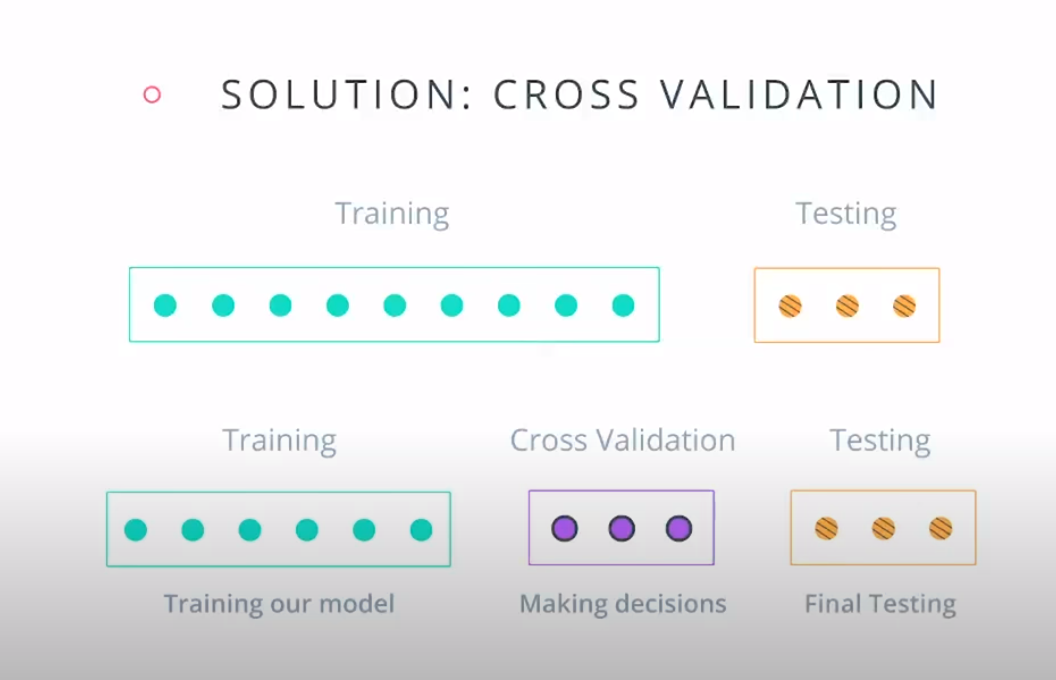 SOLUTION: CROSS VALIDATION
Training
Testing
Training
Cross Validation
Testing
Training our model
Making decisions
Final Testing